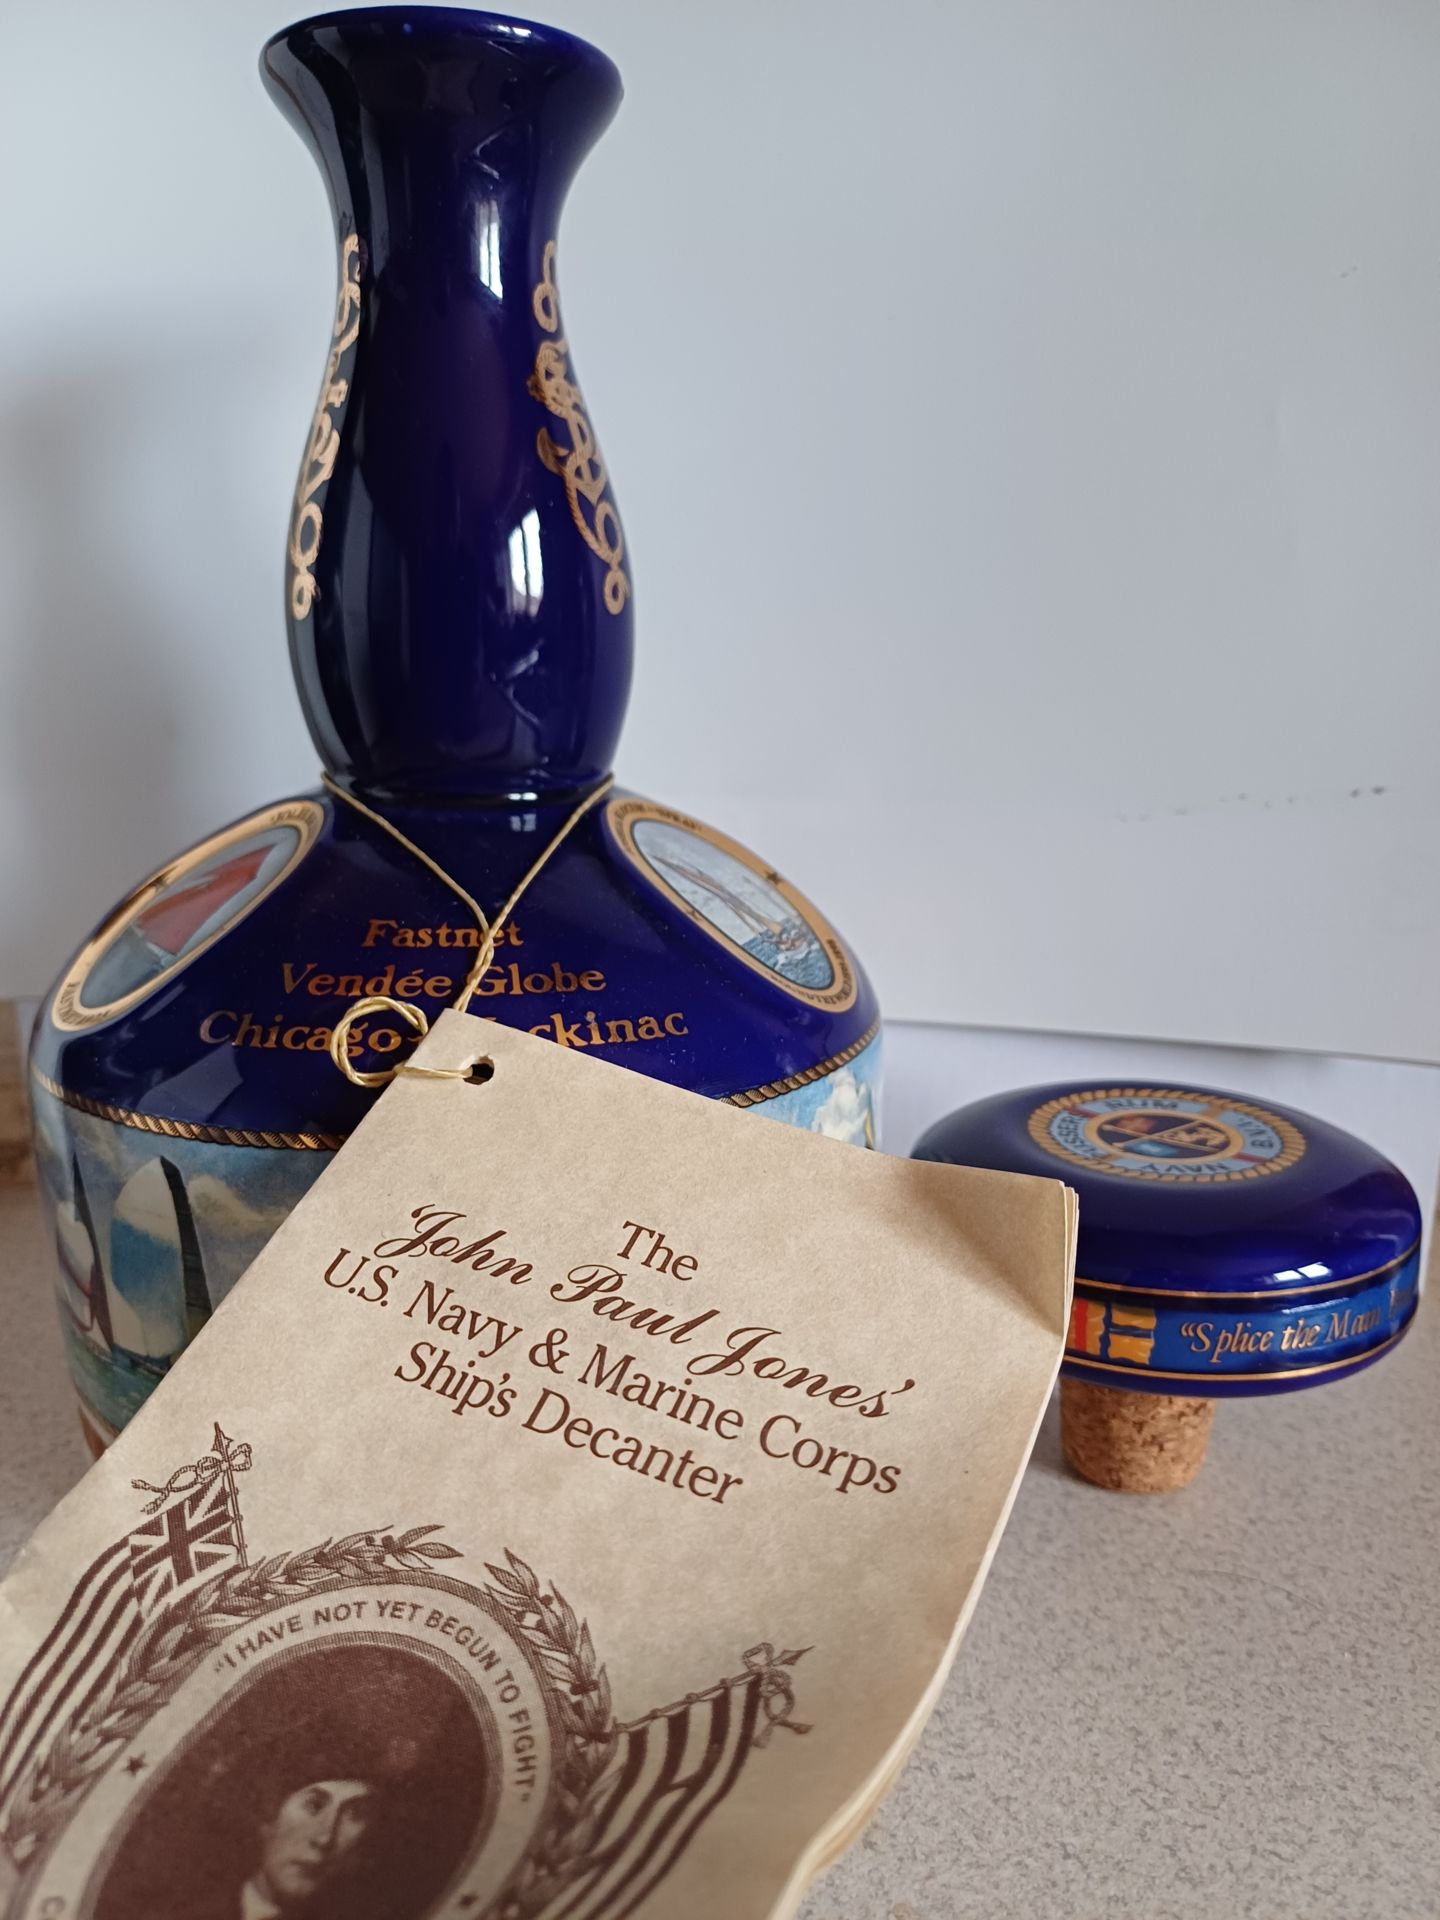 Fastnet
Vendée Globe
Chicago
ckinac
The
'John Paul Jones'
U.S. Navy & Marine Corps
Ship's Decanter
"I HAVE NOT YET BEGUN TO FIGHT"
RUM
B.V.I.
NAVY
"Splice the Main